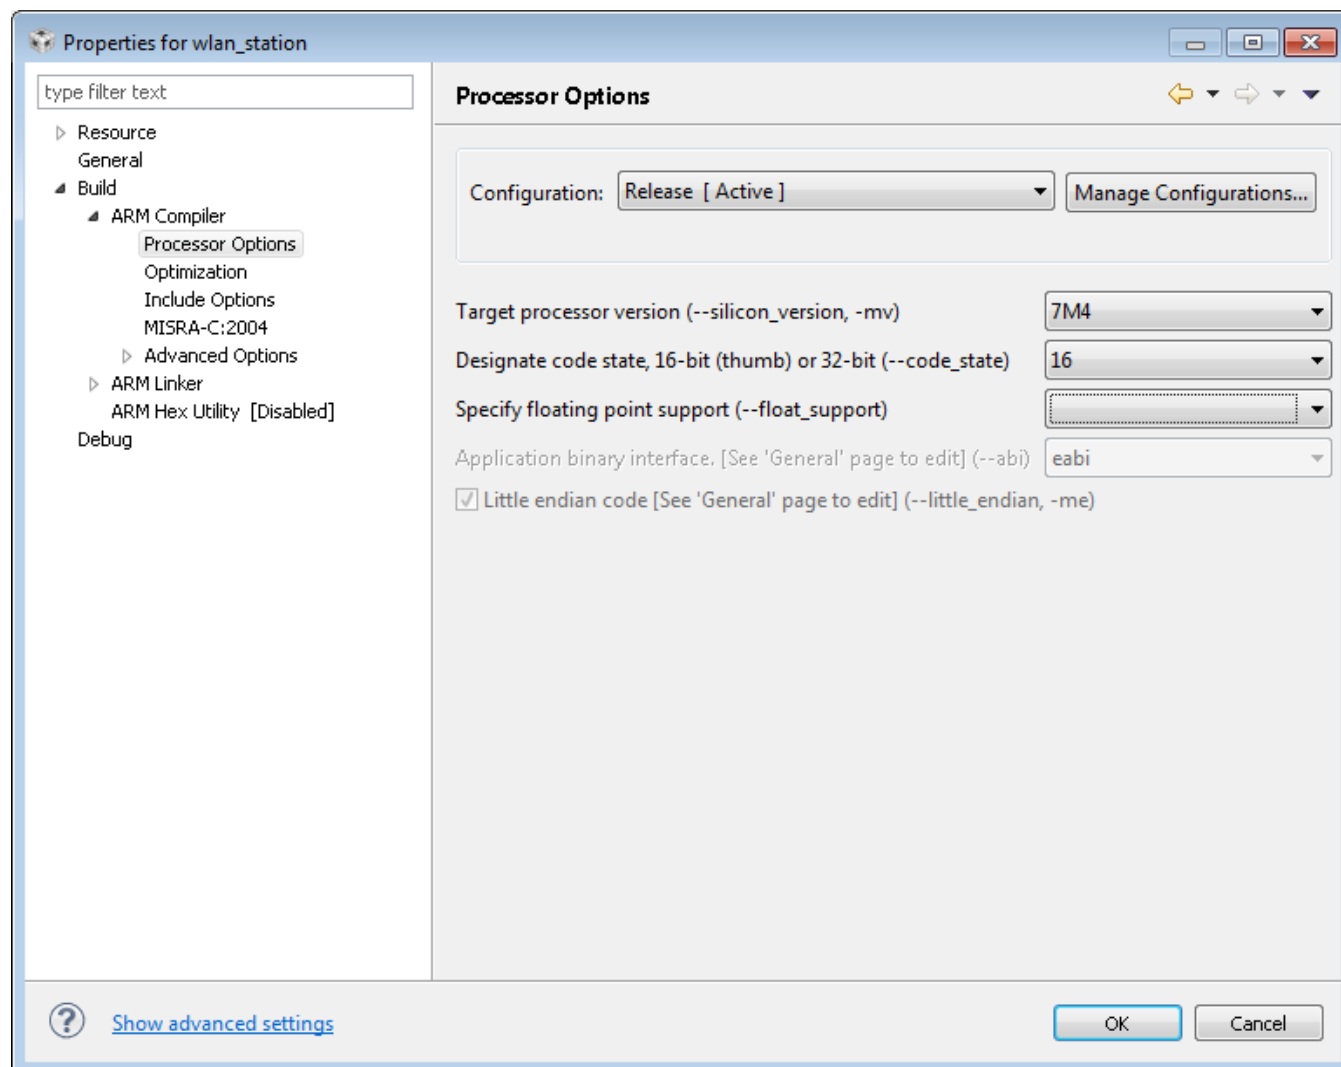 Properties for wlan_station
type filter text
Resource
General
Build
ARM Compiler
Processor Options
Optimization
Include Options
MISRA-C:2004
Advanced Options
ARM Linker
ARM Hex Utility [Disabled]
Debug
Processor Options
Configuration: Release [ Active ] Manage Configurations...
Target processor version (--silicon_version, -mv) 7M4
Designate code state, 16-bit (thumb) or 32-bit (--code_state) 16
Specify floating point support (--float_support)
Application binary interface. [See 'General' page to edit] (--abi) eabi
Little endian code [See 'General' page to edit] (--little_endian, -me)
Show advanced settings
OK Cancel